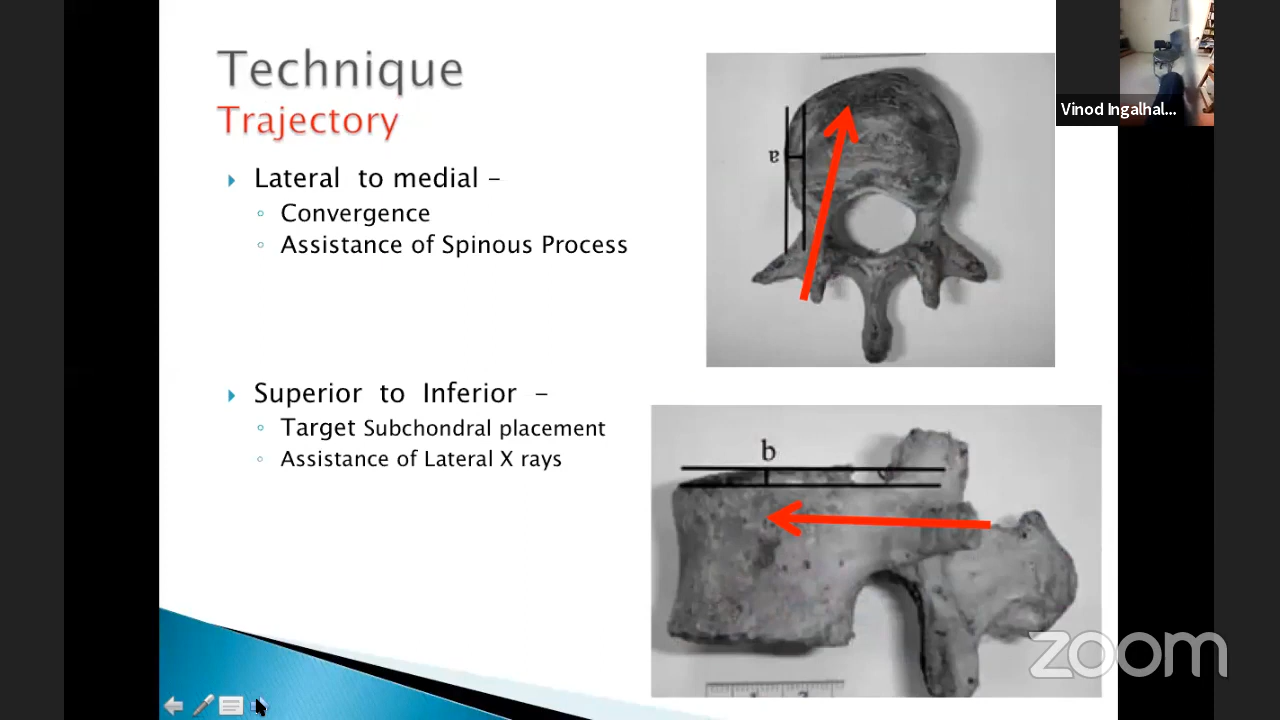 Technique
Trajectory
Lateral to medial –
Convergence
Assistance of Spinous Process
Superior to Inferior –
Target Subchondral placement
Assistance of Lateral X rays
a
b
Vinod Ingalhal...
zoom